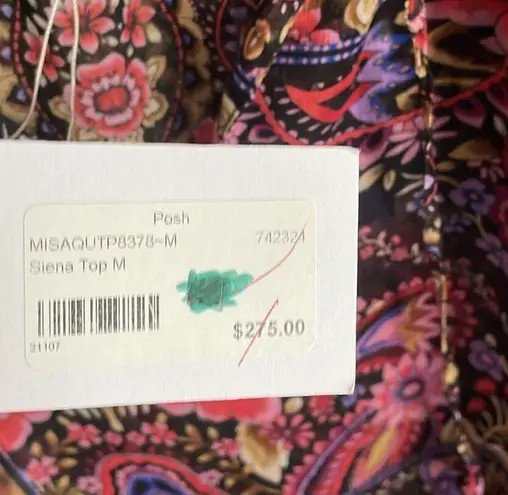 Posh
MISAQUTP8378~M 742324
Siena Top M
$275.00
21107